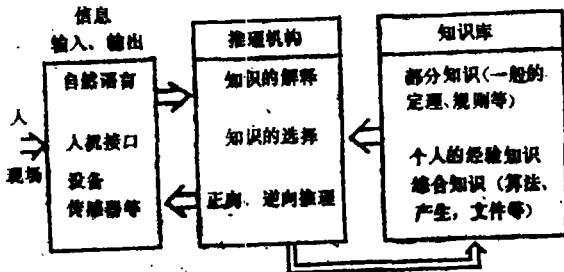 信息
输入、输出
自然语言
人机接口
设备
传感器等
人
现场
推理机构
知识的解释
知识的选择
正向、逆向推理
知识库
部分知识(一般的
定理、规则等)
个人的经验知识
综合知识(算法、
产生,文件等)